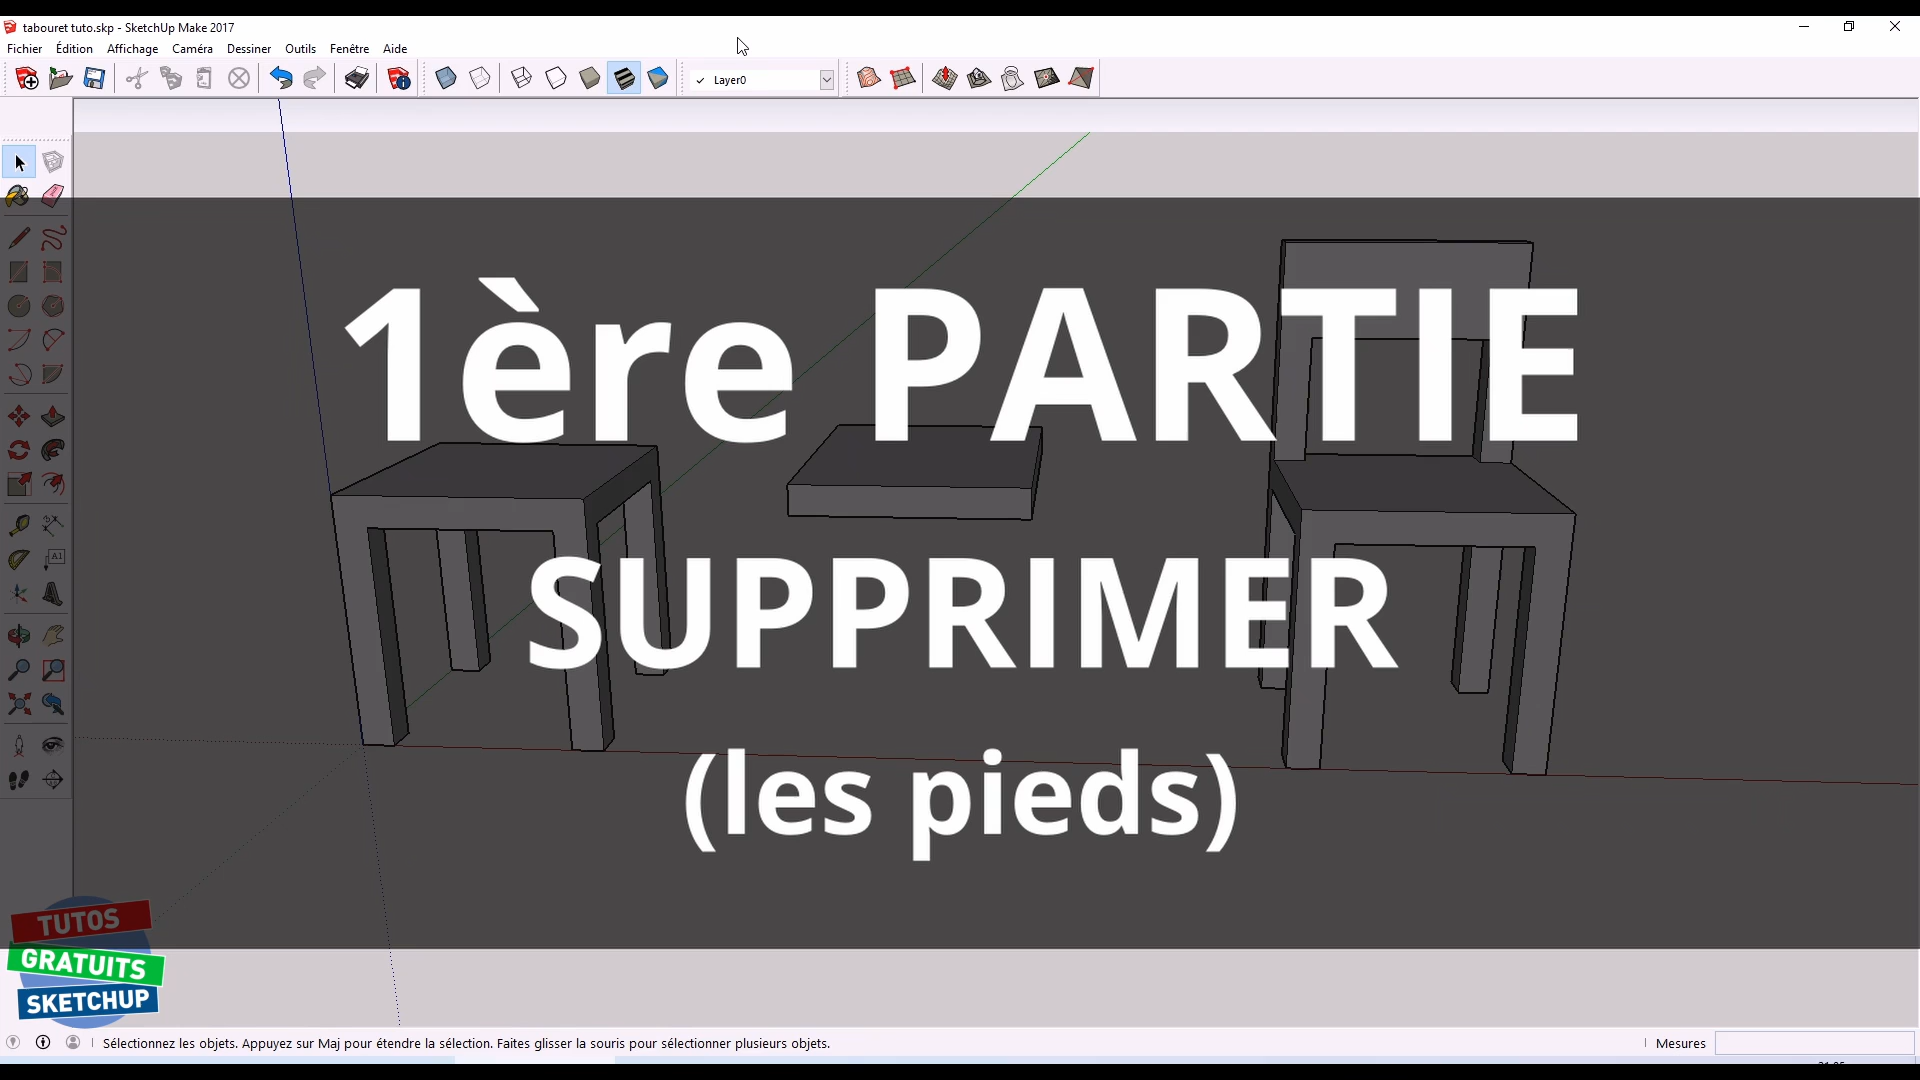 tabouret tuto.skp - SketchUp Make 2017
Fichier Édition Affichage Caméra Dessiner Outils Fenêtre Aide
Layer0
1ère PARTIE
SUPPRIMER
(les pieds)
TUTOS
GRATUITS
SKETCHUP
Sélectionnez les objets. Appuyez sur Maj pour étendre la sélection. Faites glisser la souris pour sélectionner plusieurs objets.
Mesures